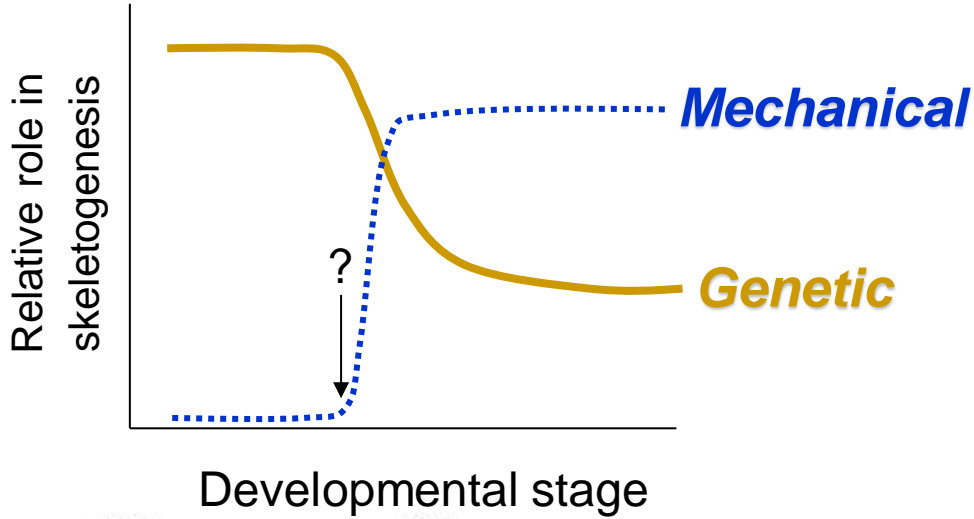 Relative role in
skeletogenesis
Mechanical
?
Genetic
Developmental stage